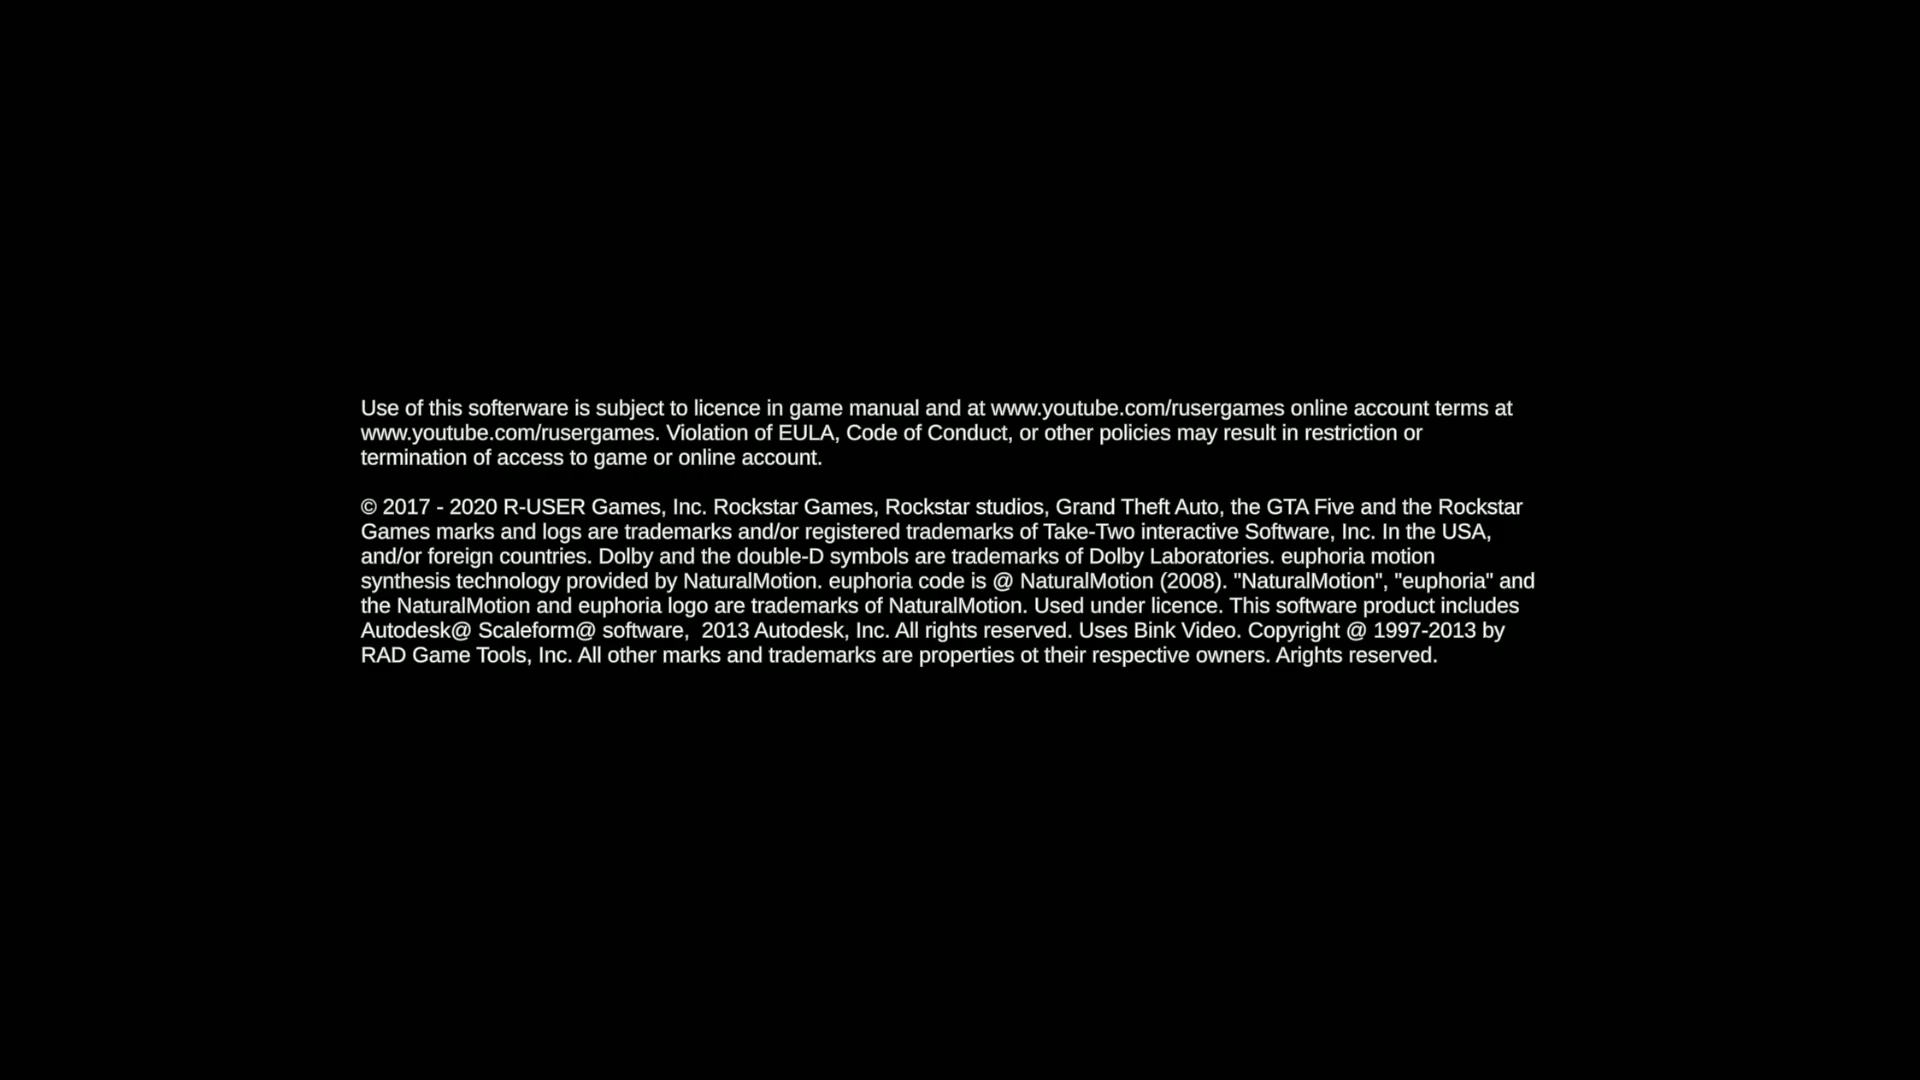 Use of this softerware is subject to licence in game manual and at www.youtube.com/rusergames online account terms at
www.youtube.com/rusergames. Violation of EULA, Code of Conduct, or other policies may result in restriction or
termination of access to game or online account.
© 2017 - 2020 R-USER Games, Inc. Rockstar Games, Rockstar studios, Grand Theft Auto, the GTA Five and the Rockstar
Games marks and logs are trademarks and/or registered trademarks of Take-Two interactive Software, Inc. In the USA,
and/or foreign countries. Dolby and the double-D symbols are trademarks of Dolby Laboratories. euphoria motion
synthesis technology provided by NaturalMotion. euphoria code is @ NaturalMotion (2008). "NaturalMotion", "euphoria" and
the NaturalMotion and euphoria logo are trademarks of NaturalMotion. Used under licence. This software product includes
Autodesk@ Scaleform@ software,  2013 Autodesk, Inc. All rights reserved. Uses Bink Video. Copyright @ 1997-2013 by
RAD Game Tools, Inc. All other marks and trademarks are properties ot their respective owners. Arights reserved.